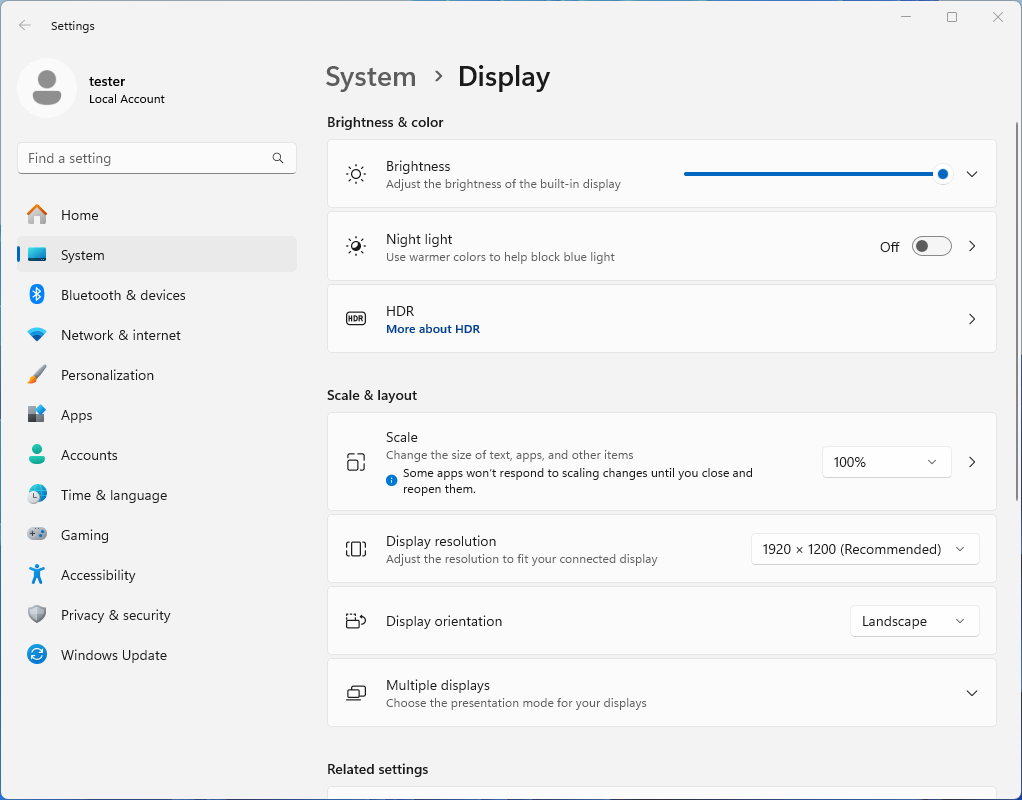 Settings
tester
Local Account
Find a setting
Home
System
Bluetooth & devices
Network & internet
Personalization
Apps
Accounts
Time & language
Gaming
Accessibility
Privacy & security
Windows Update
System › Display
Brightness & color
Brightness
Adjust the brightness of the built-in display
Night light
Use warmer colors to help block blue light
Off
HDR
HDR
More about HDR
Scale & layout
Scale
Change the size of text, apps, and other items
Some apps won't respond to scaling changes until you close and
reopen them.
100%
Display resolution
Adjust the resolution to fit your connected display
1920 × 1200 (Recommended)
Display orientation
Landscape
Multiple displays
Choose the presentation mode for your displays
Related settings